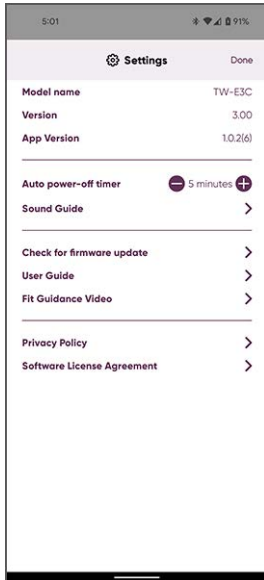 5:01 91%
Settings Done
Model name TW-E3C
Version 3.00
App Version 1.0.2(6)
Auto power-off timer 5 minutes
Sound Guide
Check for firmware update
User Guide
Fit Guidance Video
Privacy Policy
Software License Agreement